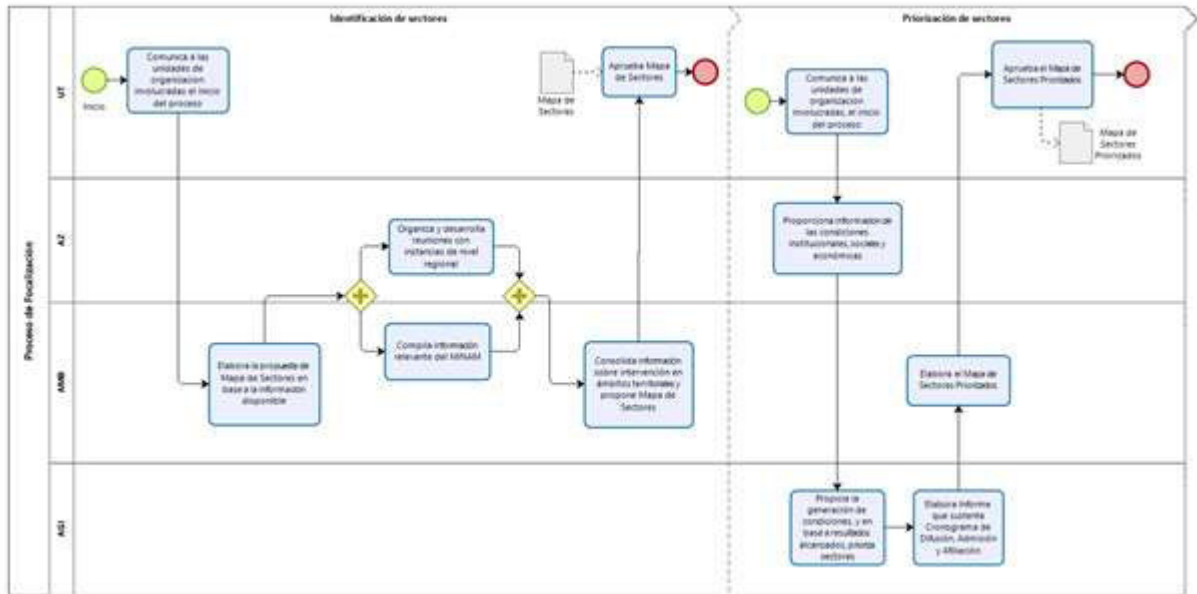 Identificación de sectores
Priorización de sectores
Proceso de Focalización
UT
Inicio
Comunica a las
unidades de
organización
involucradas el inicio
del proceso
Mapa de
Sectores
Aprueba Mapa
de Sectores
Comunica a las
unidades de
organización
involucradas, el inicio
del proceso
Aprueba el Mapa de
Sectores Priorizados
Mapa de
Sectores
Priorizados
AZ
Organiza y desarrolla
reuniones con
instancias de nivel
regional
Proporciona información de
las condiciones
institucionales, sociales y
económicas
Elabora la propuesta de
Mapa de Sectores en
base a la información
disponible
Compila información
relevante del MINAM
Consolida información
sobre intervención en
ámbitos territoriales y
propone Mapa de
Sectores
Elabora el Mapa de
Sectores Priorizados
Propicia la
generación de
condiciones, y en
base a resultados
alcanzados, prioriza
sectores
Elabora Informe
que sustenta
Cronograma de
Difusión, Admisión
y Afiliación